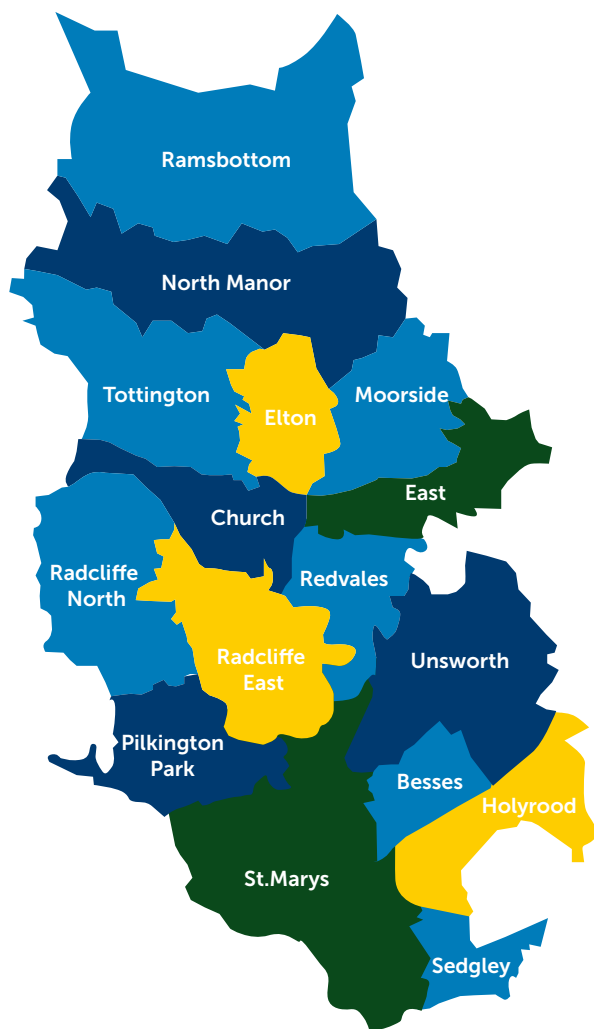 Ramsbottom
North Manor
Tottington
Elton
Moorside
East
Church
Radcliffe
North
Redvales
Radcliffe
East
Unsworth
Pilkington
Park
Besses
Holyrood
St.Marys
Sedgley